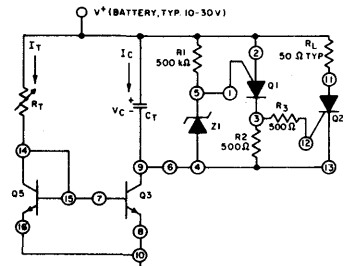 V⁺ (BATTERY, TYP. 10-30V)
I_T
I_C
R1
500 kΩ
2
R_L
50 Ω TYP
R_T
V_C-
C_T
5
1
Q1
11
Q2
3
R_3
500Ω
Z1
R2
500Ω
12
14
9
6
4
13
Q5
15
7
Q3
16
8
10